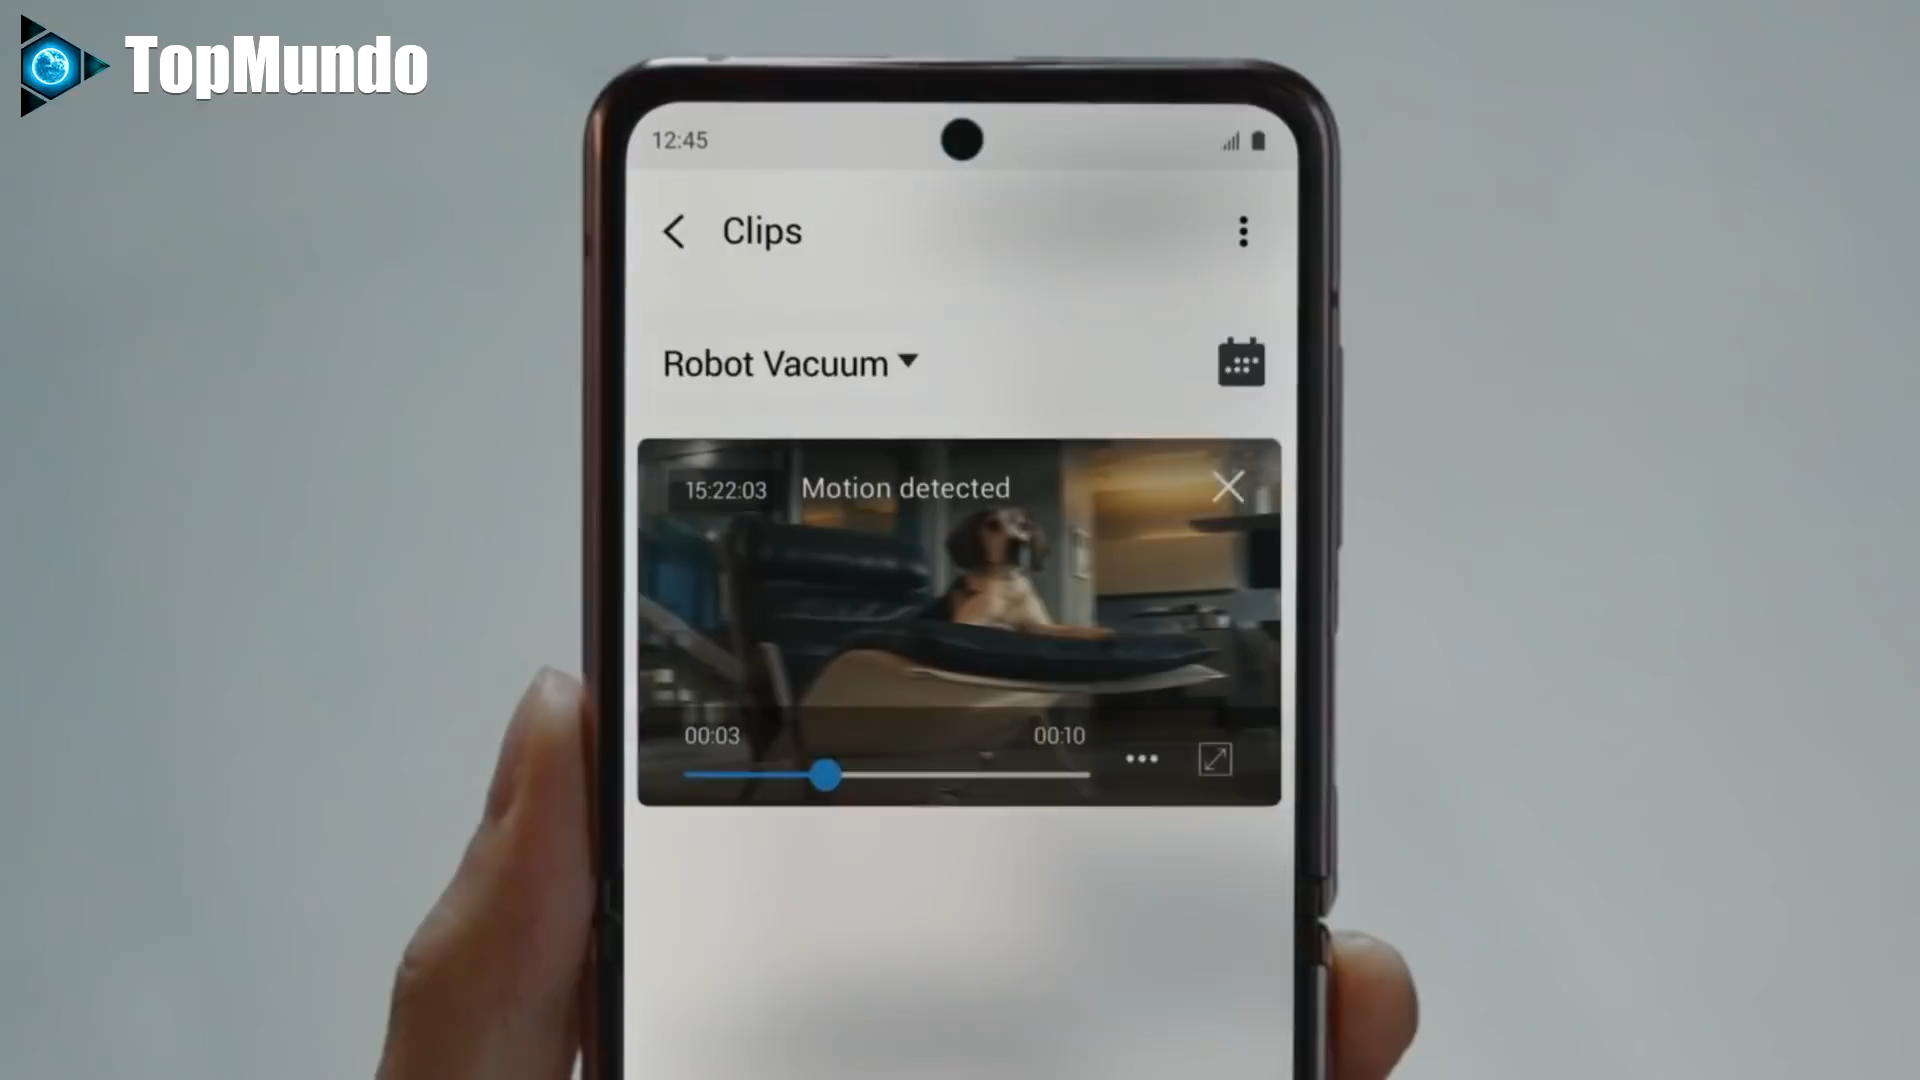 TopMundo
12:45
Clips
Robot Vacuum
15:22:03 Motion detected
00:03 00:10